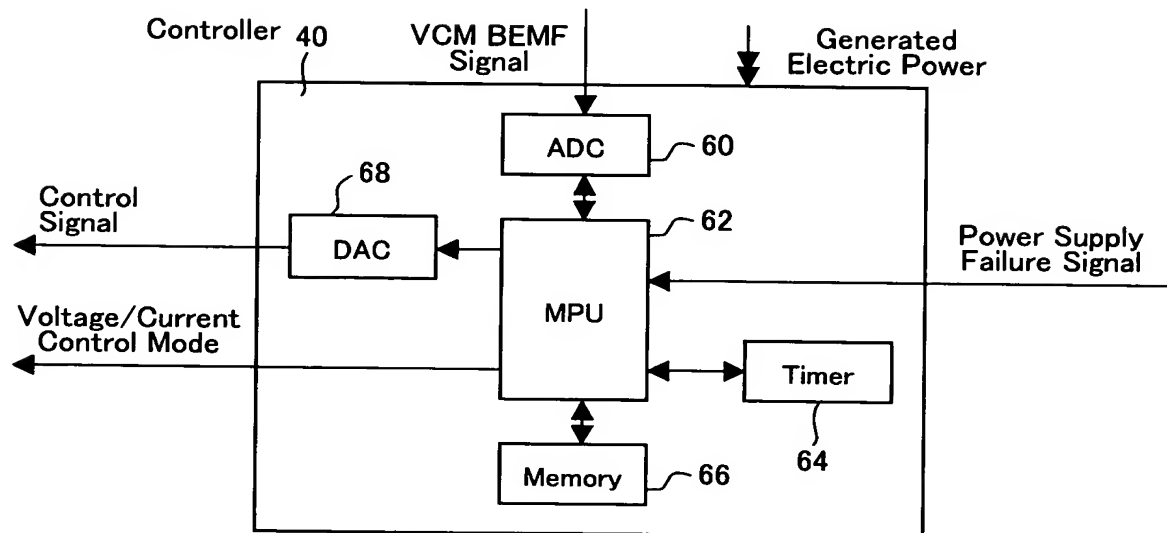 Controller 40
VCM BEMF
Signal
Generated
Electric Power
ADC
60
68
Control
Signal
DAC
62
MPU
Power Supply
Failure Signal
Voltage/Current
Control Mode
Timer
64
Memory
66